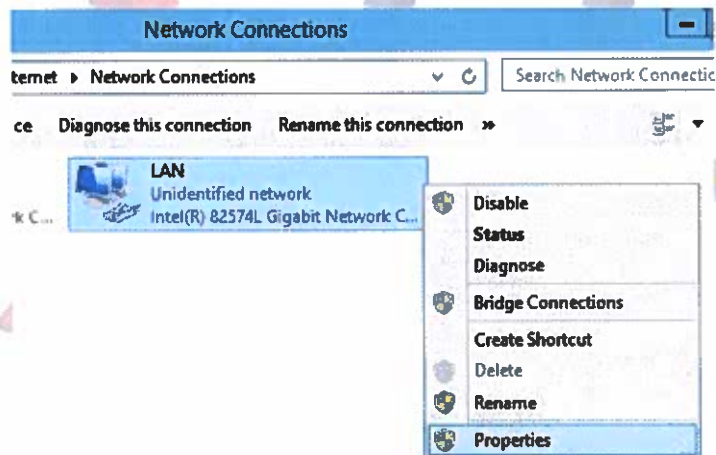 Network Connections
ternet ▸ Network Connections
Search Network Connectic
ce Diagnose this connection Rename this connection »
LAN
Unidentified network
Intel(R) 82574L Gigabit Network C...
k C...
Disable
Status
Diagnose
Bridge Connections
Create Shortcut
Delete
Rename
Properties